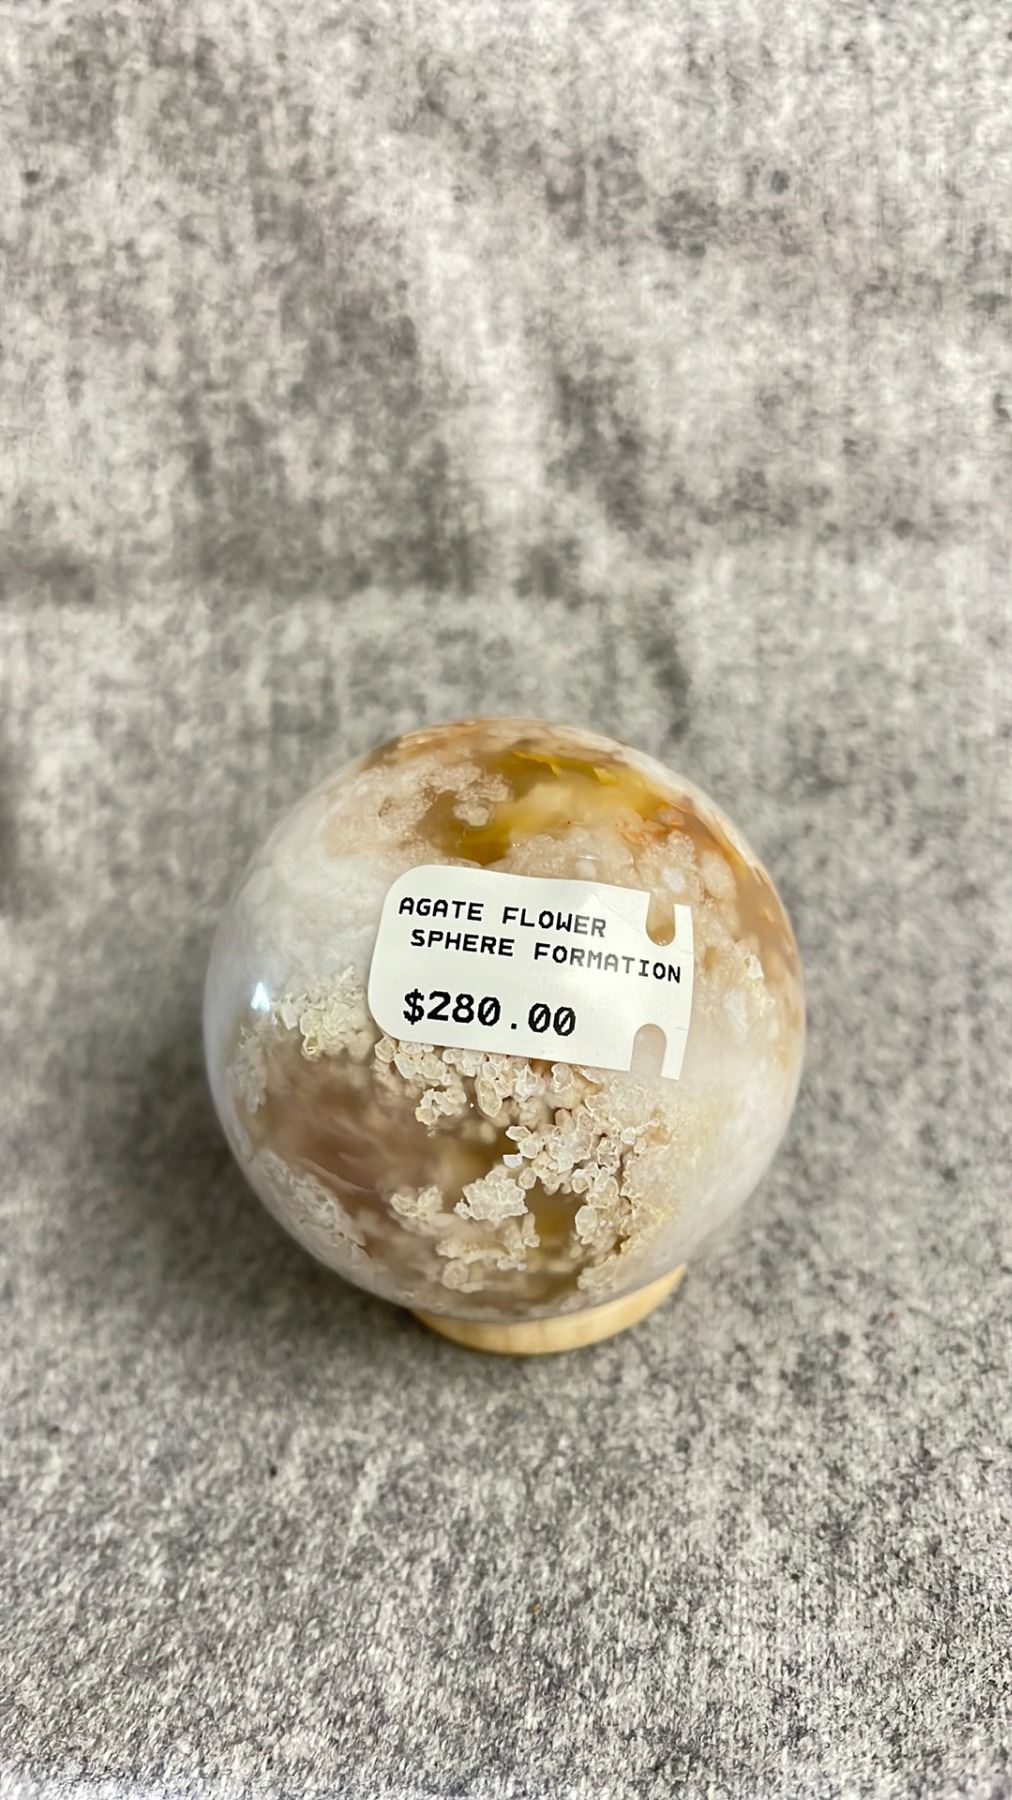 AGATE FLOWER
SPHERE FORMATION
$280.00